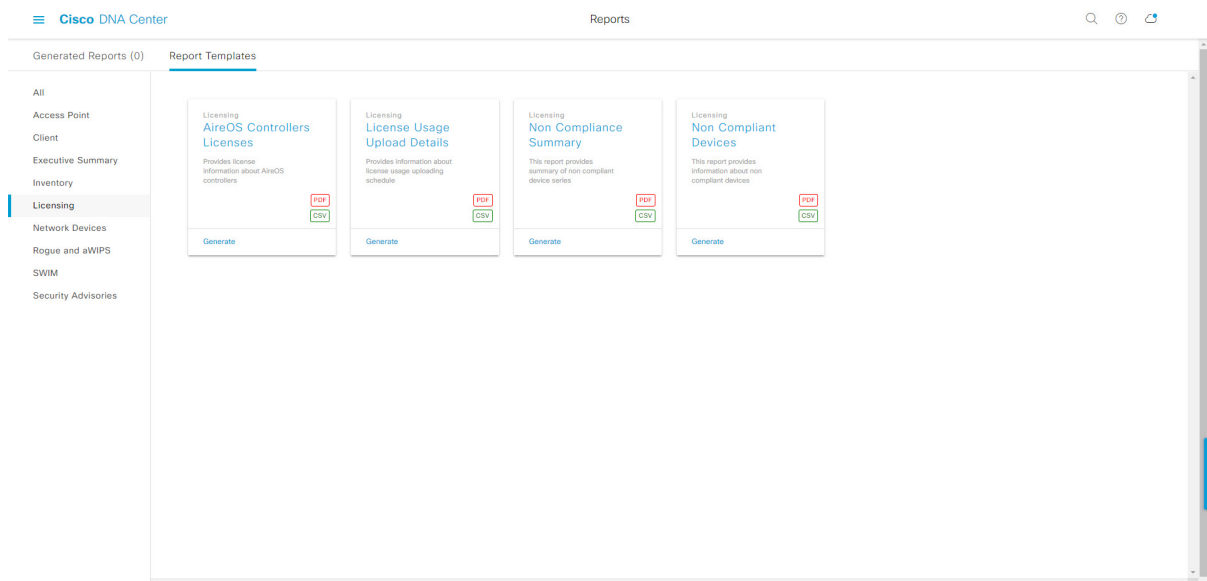 Cisco DNA Center
Reports
Generated Reports (0)
Report Templates
All
Access Point
Client
Executive Summary
Inventory
Licensing
Network Devices
Rogue and aWIPS
SWIM
Security Advisories
Licensing
AireOS Controllers
Licenses
Provides license
information about AireOS
controllers
PDF
CSV
Generate
Licensing
License Usage
Upload Details
Provides information about
license usage uploading
schedule
PDF
CSV
Generate
Licensing
Non Compliance
Summary
This report provides
summary of non compliant
device series
PDF
CSV
Generate
Licensing
Non Compliant
Devices
This report provides
information about non
compliant devices
PDF
CSV
Generate